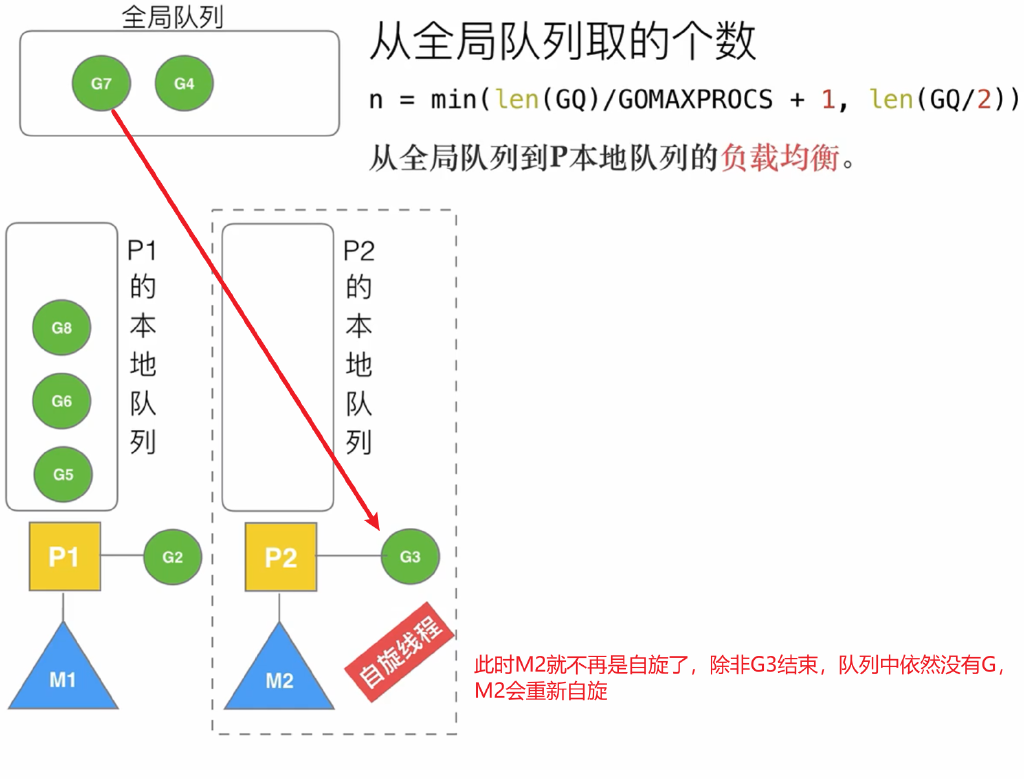 全局队列
G7
G4
从全局队列取的个数
n = min(len(GQ)/GOMAXPROCS + 1, len(GQ/2))
从全局队列到P本地队列的负载均衡。
G8
G6
G5
P1的本地队列
P2的本地队列
P1
G2
P2
G3
M1
M2
自旋线程
此时M2就不再是自旋了，除非G3结束，队列中依然没有G，
M2会重新自旋